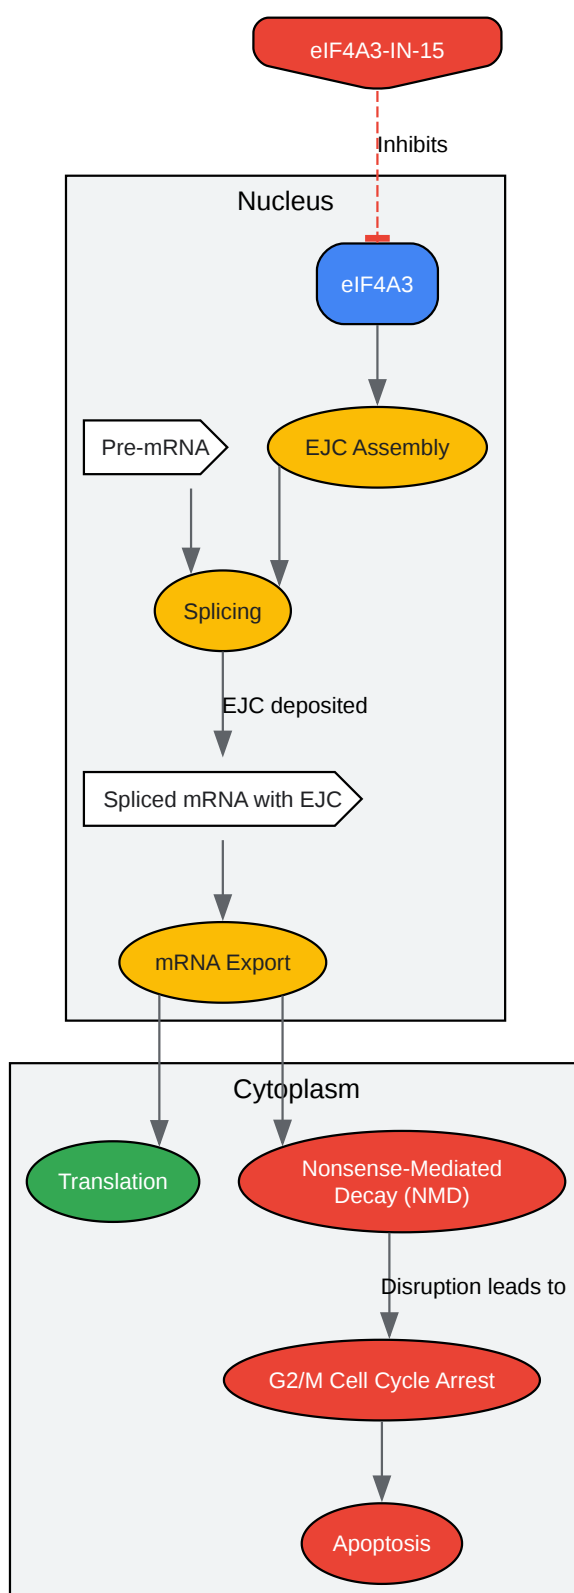 eIF4A3-IN-15
Inhibits
Nucleus
eIF4A3
Pre-mRNA
EJC Assembly
Splicing
EJC deposited
Spliced mRNA with EJC
mRNA Export
Cytoplasm
Translation
Nonsense-Mediated
Decay (NMD)
Disruption leads to
G2/M Cell Cycle Arrest
Apoptosis